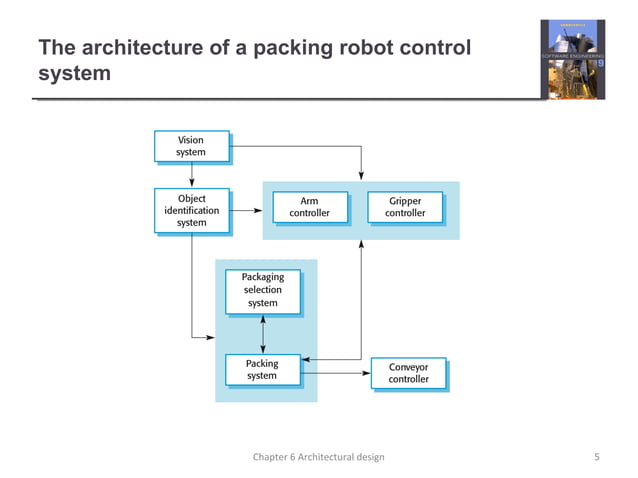 The architecture of a packing robot control
system
SOFTWARE ENGINEERING
9
Vision
system
Object
identification
system
Arm
controller
Gripper
controller
Packaging
selection
system
Packing
system
Conveyor
controller
Chapter 6 Architectural design
5